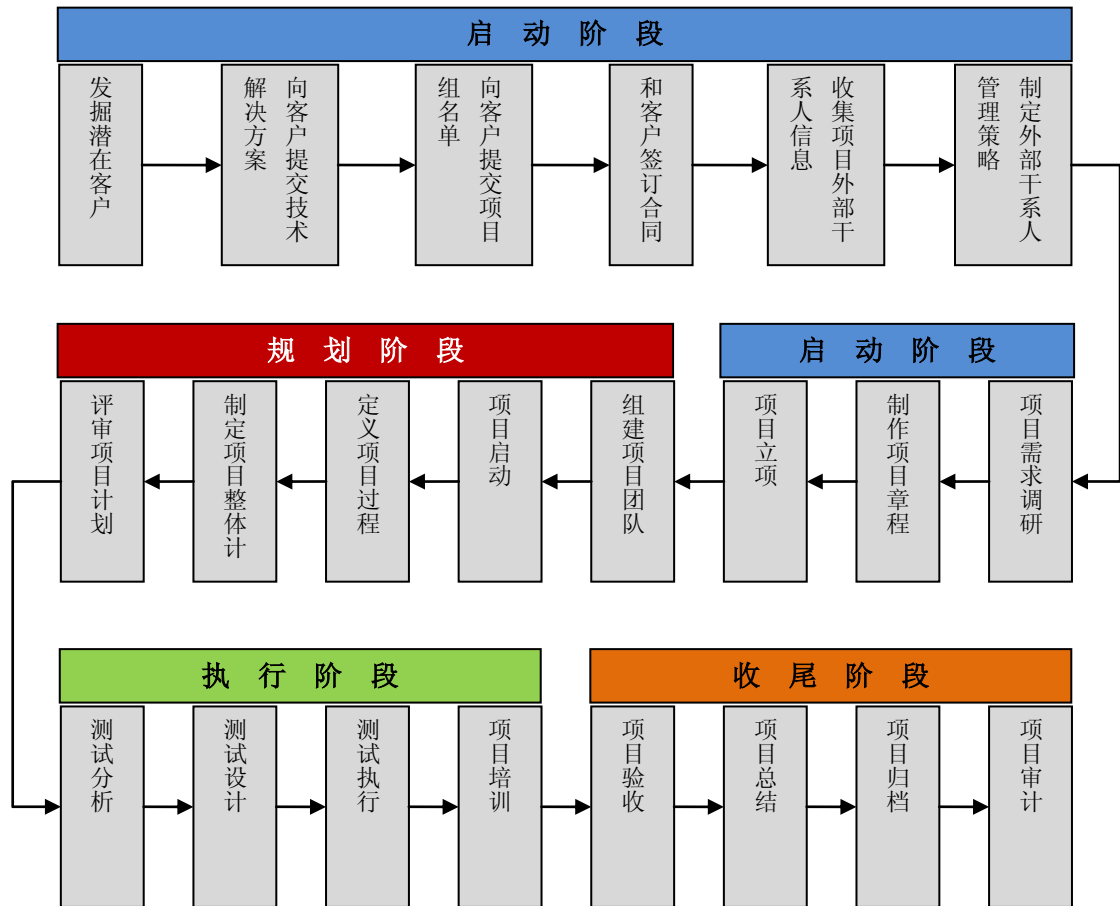 启动阶段
发掘潜在客户
向客户提交技术
解决方案
向客户提交项目
组名单
和客户签订合同
收集项目外部干
系人信息
制定外部干系人
管理策略
规划阶段
启动阶段
评审项目计划
制定项目整体计
定义项目过程
项目启动
组建项目团队
项目立项
制作项目章程
项目需求调研
执行阶段
收尾阶段
测试分析
测试设计
测试执行
项目培训
项目验收
项目总结
项目归档
项目审计